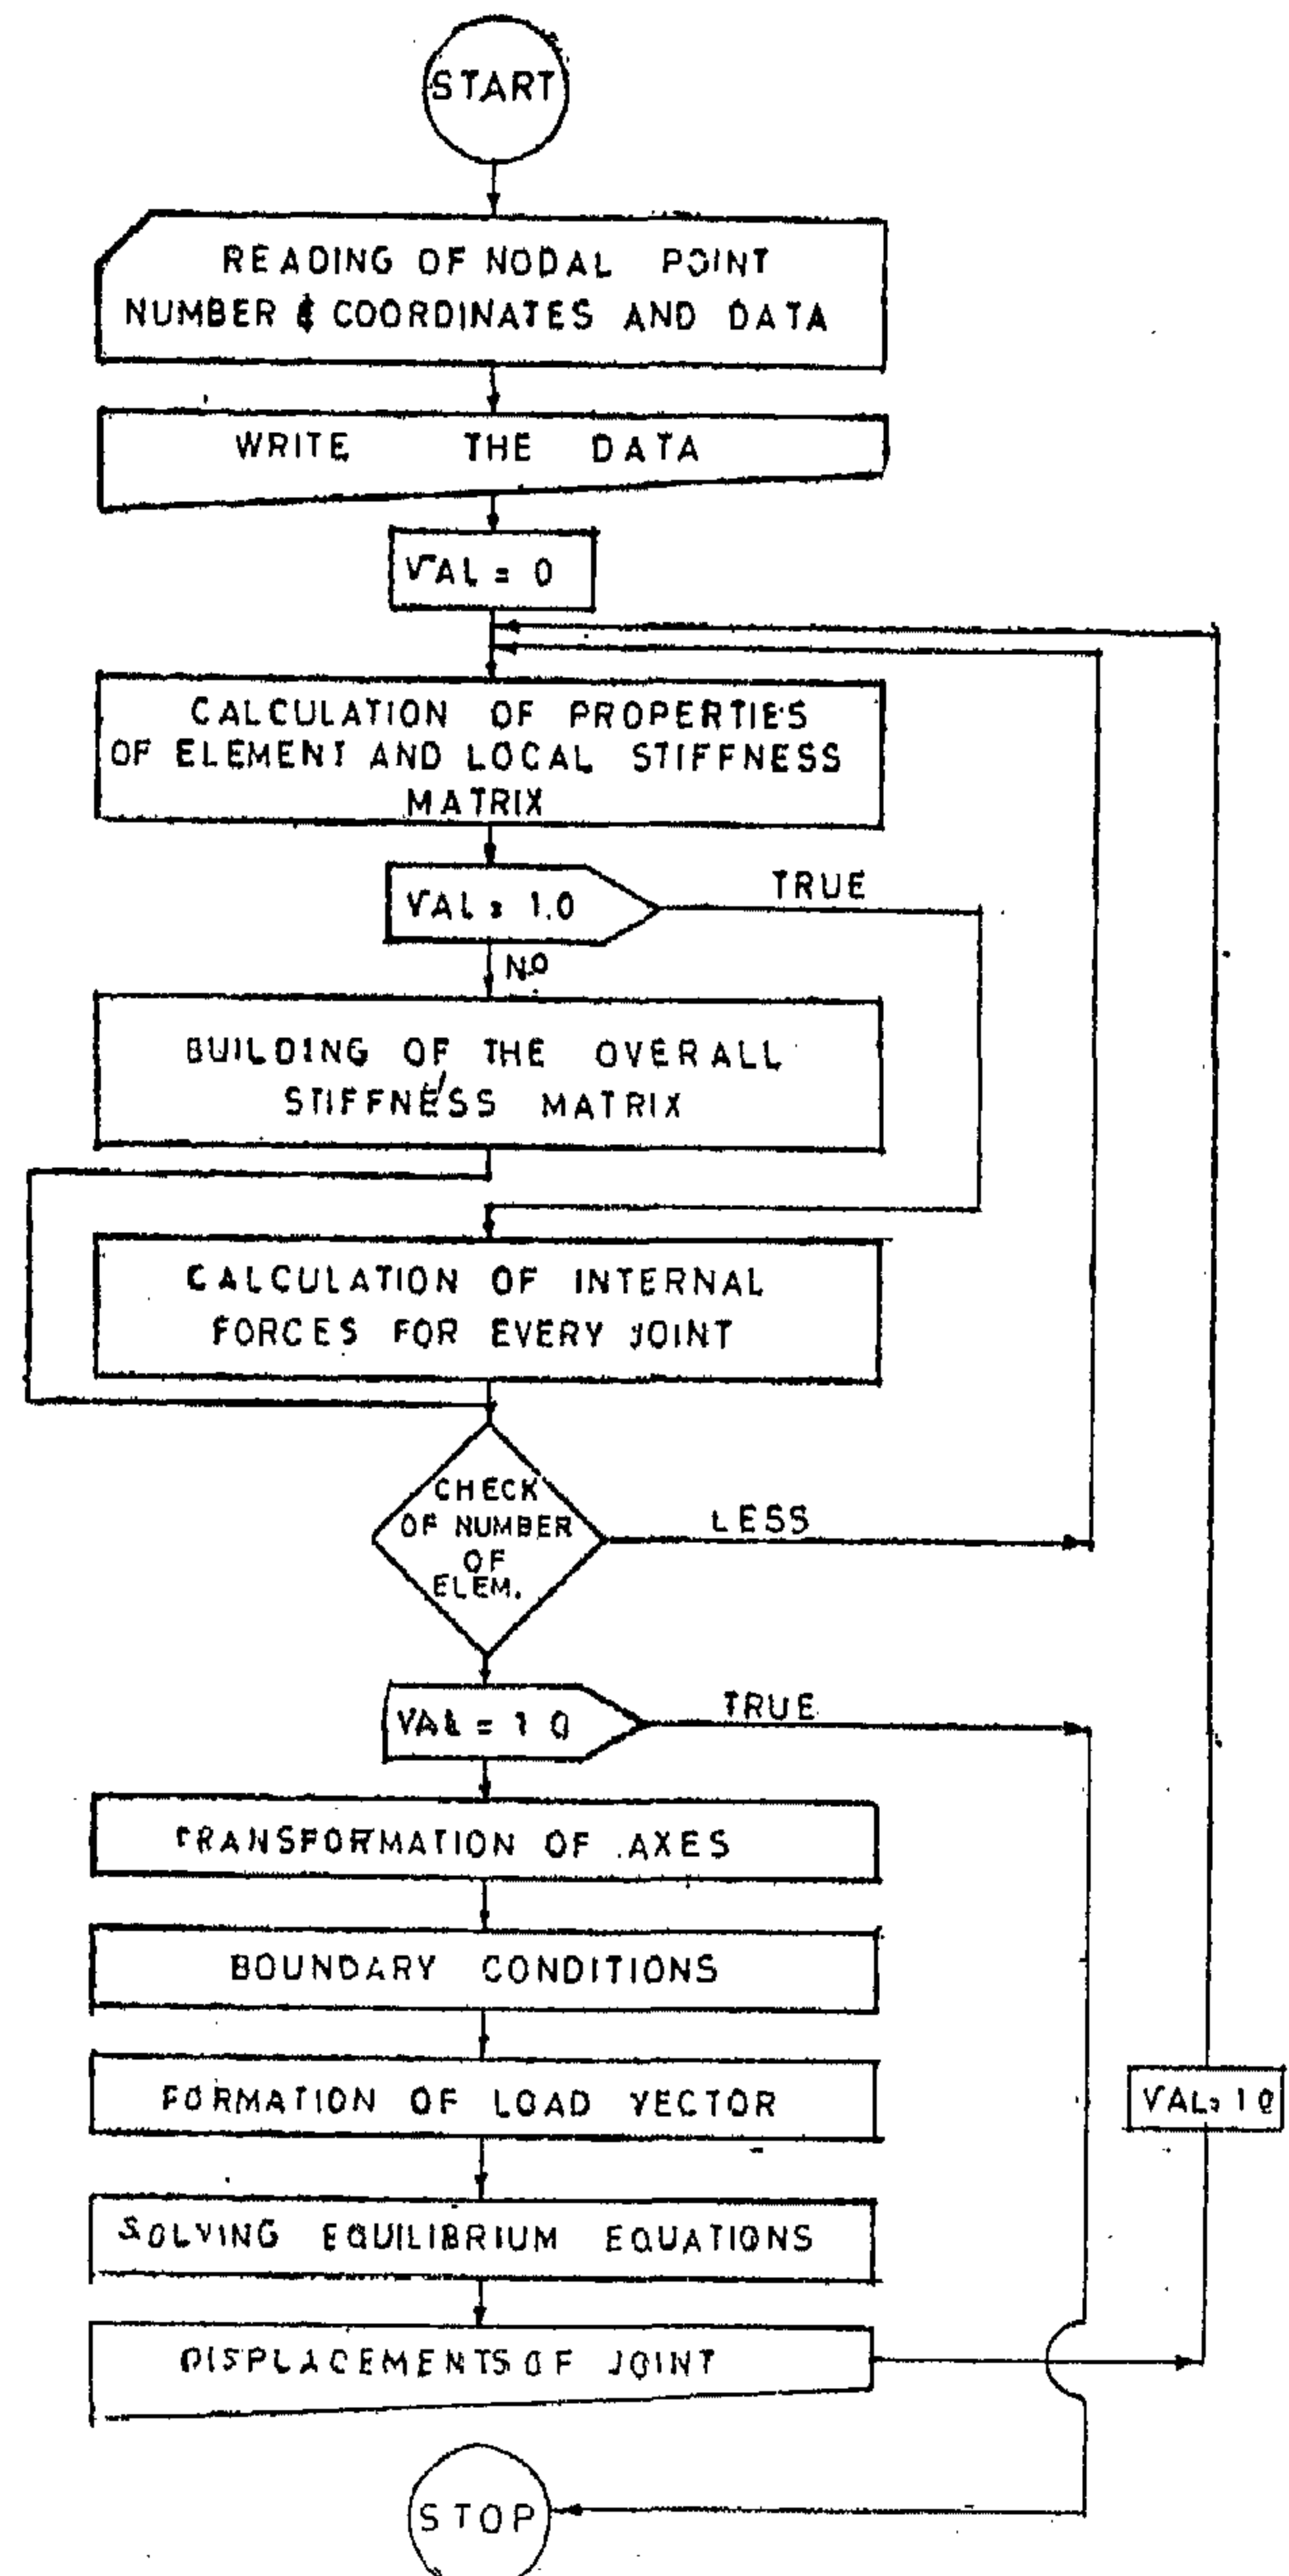 START
READING OF NODAL POINT
NUMBER & COORDINATES AND DATA
WRITE THE DATA
VAL = 0
CALCULATION OF PROPERTIES
OF ELEMENT AND LOCAL STIFFNESS
MATRIX
VAL = 1.0
TRUE
NO
BUILDING OF THE OVERALL
STIFFNESS MATRIX
CALCULATION OF INTERNAL
FORCES FOR EVERY JOINT
CHECK
OF NUMBER
OF
ELEM.
LESS
VAL = 1 0
TRUE
TRANSFORMATION OF AXES
BOUNDARY CONDITIONS
FORMATION OF LOAD VECTOR
VAL= 1 0
SOLVING EQUILIBRIUM EQUATIONS
DISPLACEMENTS OF JOINT
STOP